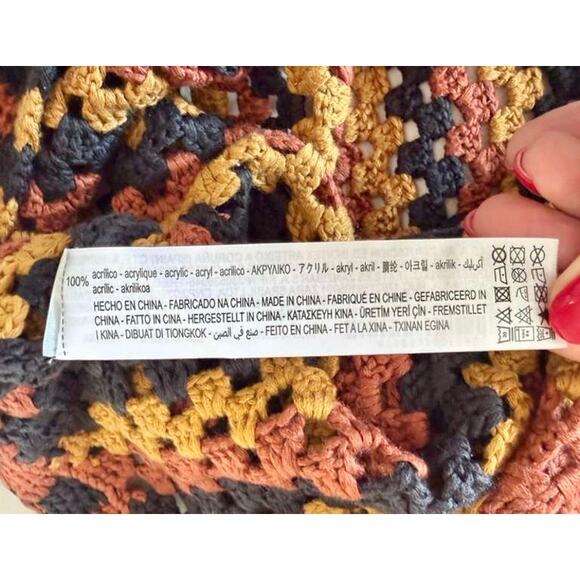 100% acrílico - acrylique - acrylic - acryl - acrilico - ΑΚΡΥΛΙΚΟ - アクリル - akryl - akril - 腈纶 - 아크릴 - akrilik - أكريليك
acrílic - akrilikoa
HECHO EN CHINA - FABRICADO NA CHINA - MADE IN CHINA - FABRIQUÉ EN CHINE - GEFABRICEERD IN
CHINA - FATTO IN CINA - HERGESTELLT IN CHINA - ΚΑΤΑΣΚΕΥΗ ΚΙΝΑ - ÜRETİM YERİ ÇİN - FREMSTILLET
I KINA - DIBUAT DI TIONGKOK - صنع في الصين - FEITO EN CHINA - FET A LA XINA - TXINAN EGINA